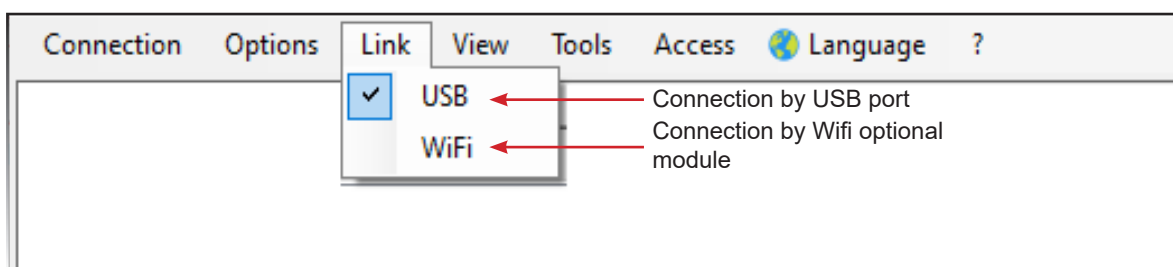 Connection Options Link View Tools Access Language ?
USB
Connection by USB port
WiFi
Connection by Wifi optional
module